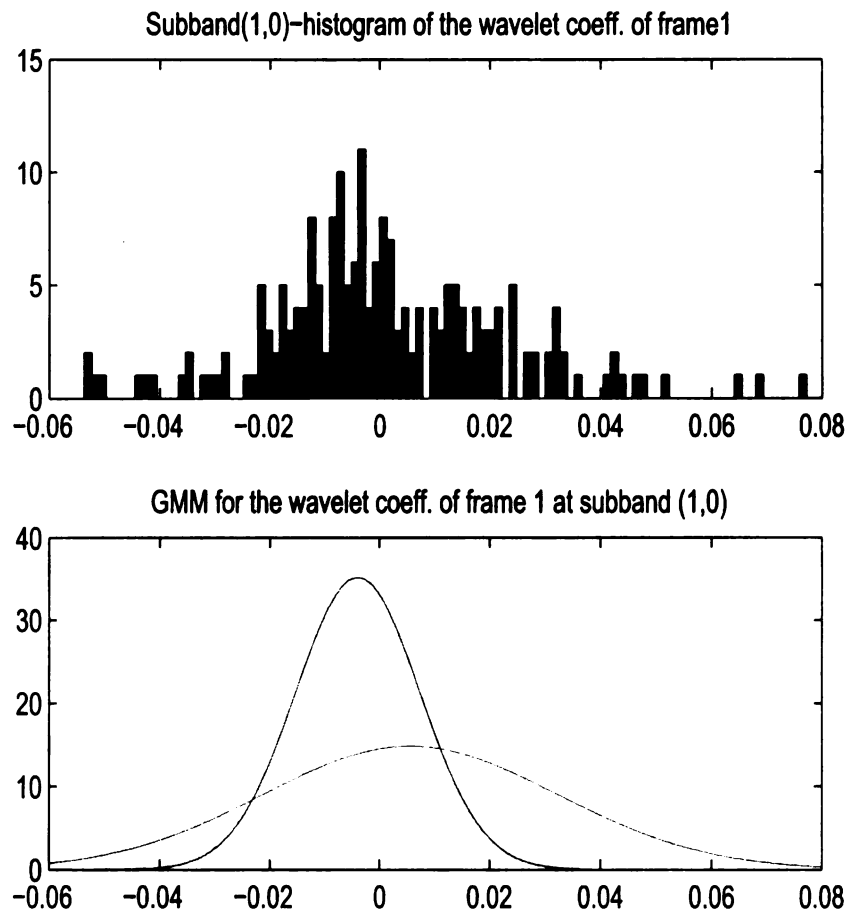 Subband(1,0)−histogram of the wavelet coeff. of frame1
15
10
5
0
−0.06 −0.04 −0.02 0 0.02 0.04 0.06 0.08
GMM for the wavelet coeff. of frame 1 at subband (1,0)
40
30
20
10
0
−0.06 −0.04 −0.02 0 0.02 0.04 0.06 0.08